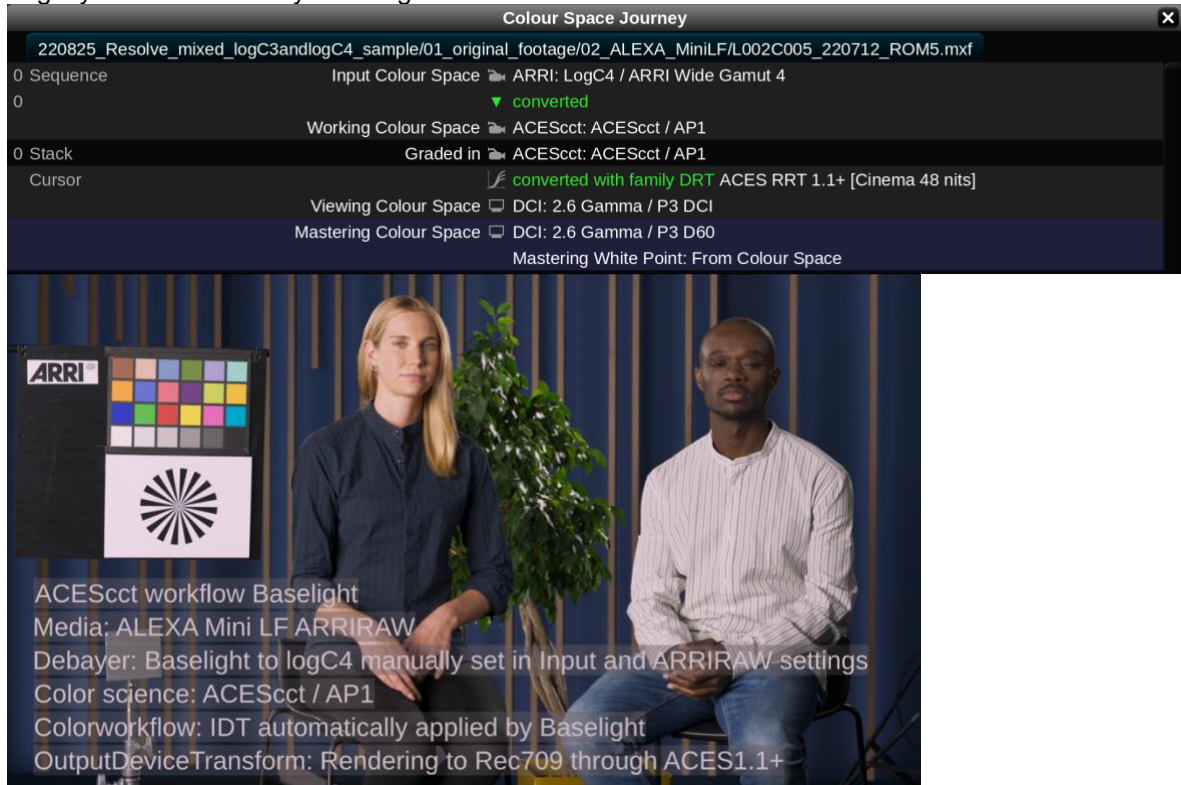 Colour Space Journey
220825_Resolve_mixed_logC3andlogC4_sample/01_original_footage/02_ALEXA_MiniLF/L002C005_220712_ROM5.mxf
0 Sequence Input Colour Space ARRI: LogC4 / ARRI Wide Gamut 4
0 ▼ converted
Working Colour Space ACEScct: ACEScct / AP1
0 Stack Graded in ACEScct: ACEScct / AP1
Cursor converted with family DRT ACES RRT 1.1+ [Cinema 48 nits]
Viewing Colour Space DCI: 2.6 Gamma / P3 DCI
Mastering Colour Space DCI: 2.6 Gamma / P3 D60
Mastering White Point: From Colour Space
ARRI
ACEScct workflow Baselight
Media: ALEXA Mini LF ARRIRAW
Debayer: Baselight to logC4 manually set in Input and ARRIRAW settings
Color science: ACEScct / AP1
Colorworkflow: IDT automatically applied by Baselight
OutputDeviceTransform: Rendering to Rec709 through ACES1.1+